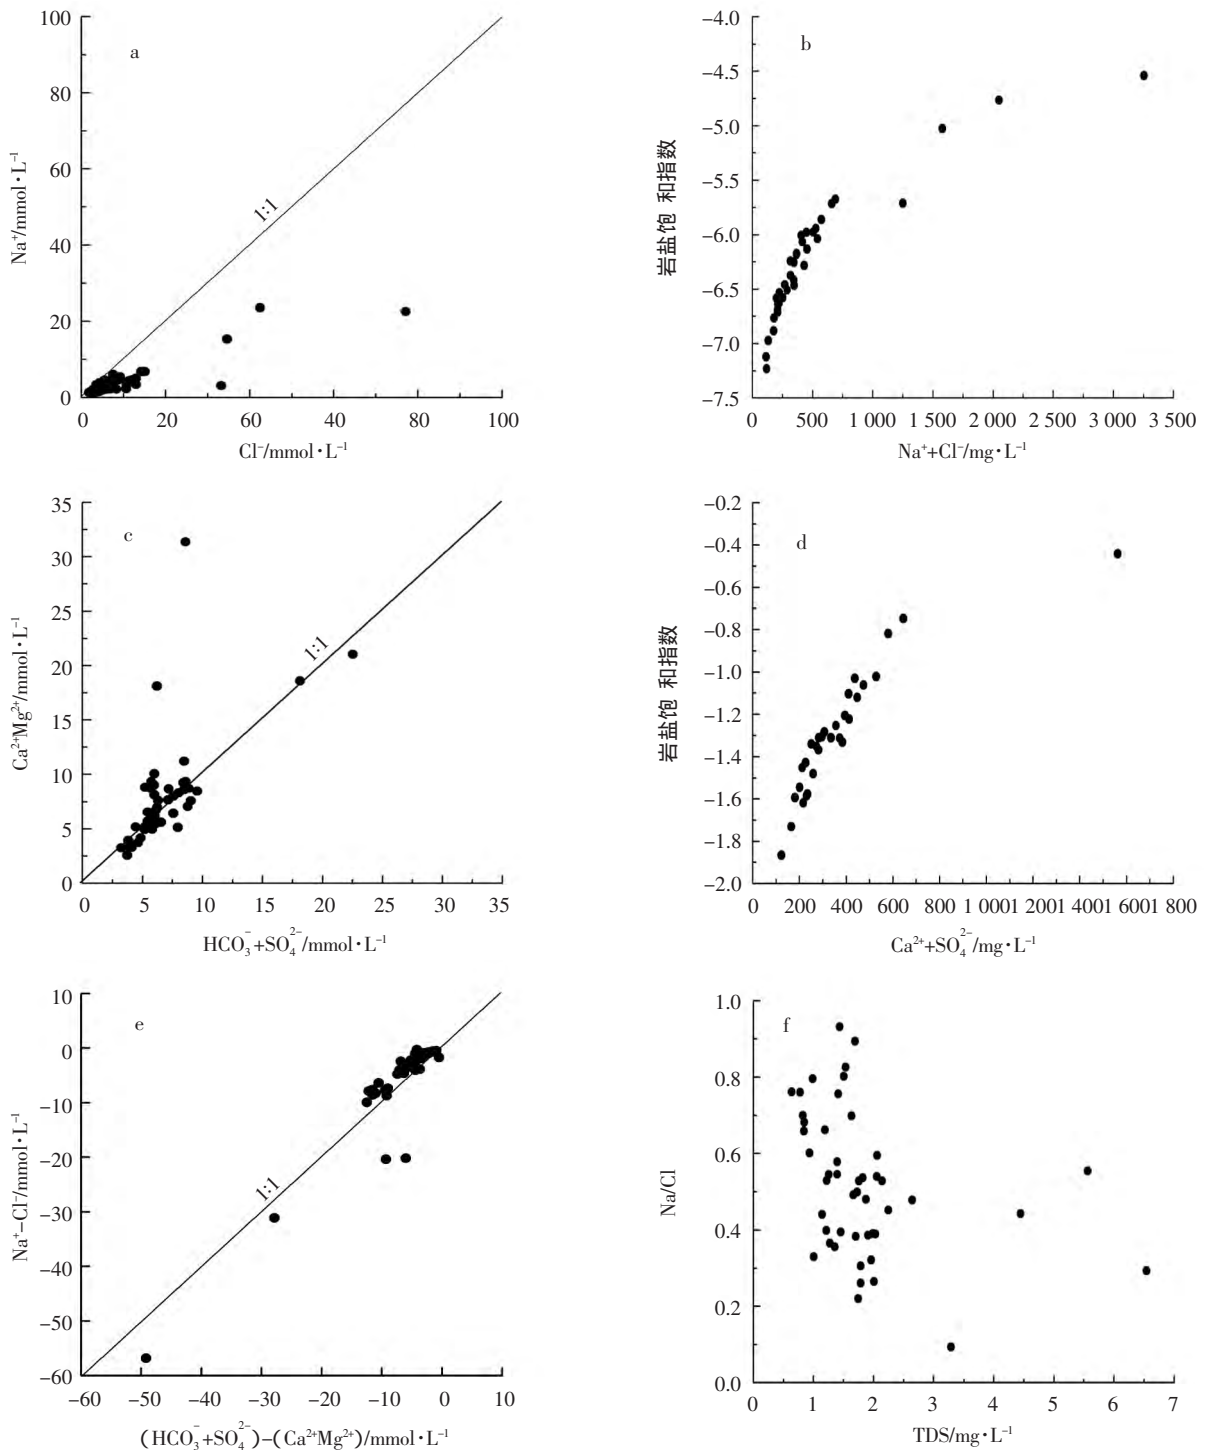 a
100
80
60
40
20
0
Na⁺/mmol·L⁻¹
1:1
0 20 60 40 60 80 100
Cl⁻/mmol·L⁻¹
b
-4.0
-4.5
-5.0
-5.5
-6.0
-6.5
-7.0
-7.5
岩盐饱 和指数
0 500 1 000 1 500 2 000 2 500 3 000 3 500
Na⁺+Cl⁻/mg·L⁻¹
c
35
30
25
20
15
10
5
0
Ca²⁺Mg²⁺/mmol·L⁻¹
1:1
0 5 10 15 20 25 30 35
HCO₃⁻+SO₄²⁻/mmol·L⁻¹
d
-0.2
-0.4
-0.6
-0.8
-1.0
-1.2
-1.4
-1.6
-1.8
-2.0
岩盐饱 和指数
0 200 400 600 800 1 0001 2001 4001 6001 800
Ca²⁺+SO₄²⁻/mg·L⁻¹
e
10
0
-10
-20
-30
-40
-50
-60
Na⁺-Cl⁻/mmol·L⁻¹
1:1
-60 -50 -40 -30 -20 -10 0 10
(HCO₃⁻+SO₄²⁻)-(Ca²⁺Mg²⁺)/mmol·L⁻¹
f
1.0
0.8
0.6
0.4
0.2
0.0
Na/Cl
0 1 2 3 4 5 6 7
TDS/mg·L⁻¹